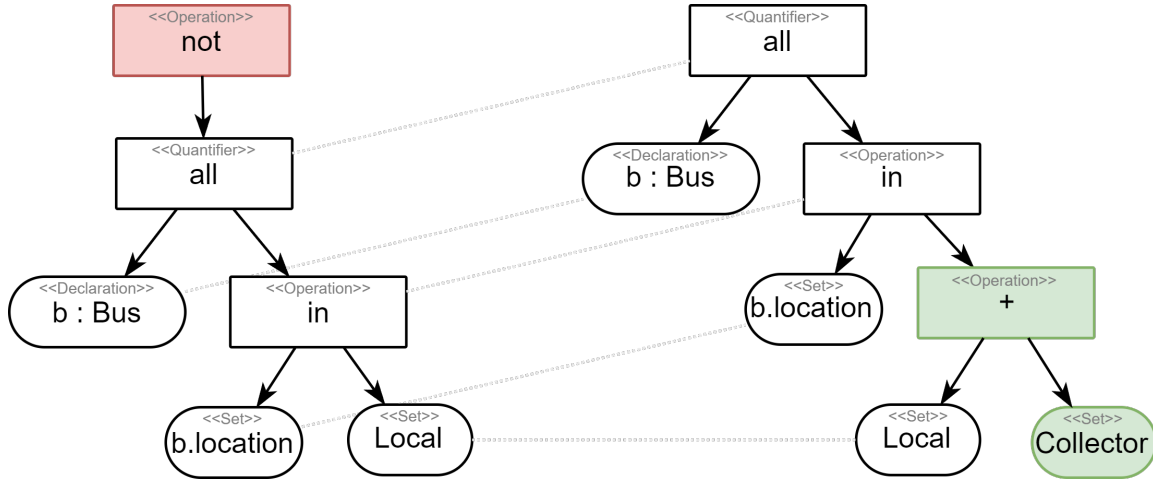 <<Operation>>
not
<<Quantifier>>
all
<<Declaration>>
b : Bus
<<Operation>>
in
<<Set>>
b.location
<<Set>>
Local
<<Quantifier>>
all
<<Declaration>>
b : Bus
<<Operation>>
in
<<Set>>
b.location
<<Operation>>
+
<<Set>>
Local
<<Set>>
Collector